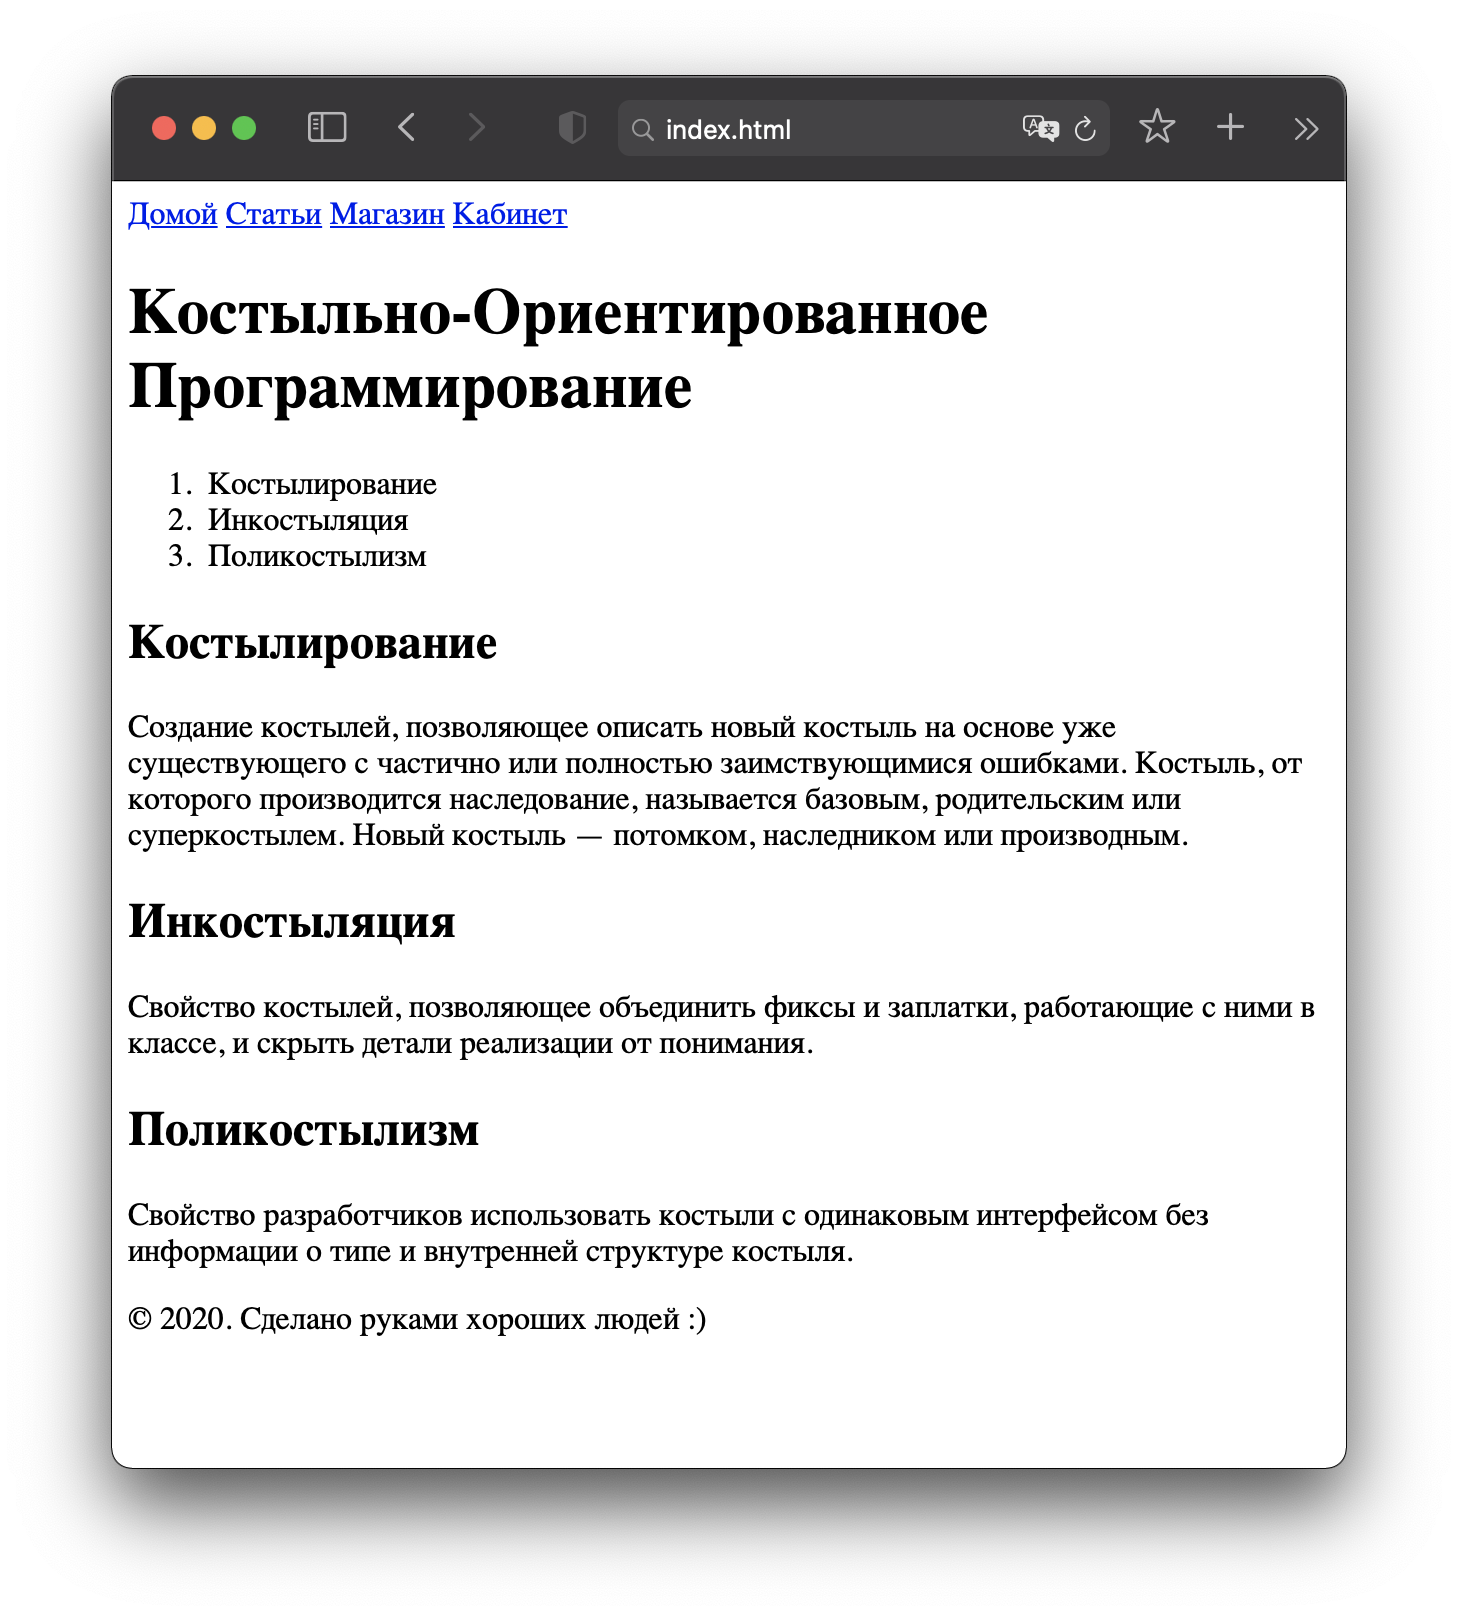 index.html
Домой Статьи Магазин Кабинет
Костыльно-Ориентированное
Программирование
1. Костылирование
2. Инкостыляция
3. Поликостылизм
Костылирование
Создание костылей, позволяющее описать новый костыль на основе уже
существующего с частично или полностью заимствующимися ошибками. Костыль, от
которого производится наследование, называется базовым, родительским или
суперкостылем. Новый костыль — потомком, наследником или производным.
Инкостыляция
Свойство костылей, позволяющее объединить фиксы и заплатки, работающие с ними в
классе, и скрыть детали реализации от понимания.
Поликостылизм
Свойство разработчиков использовать костыли с одинаковым интерфейсом без
информации о типе и внутренней структуре костыля.
© 2020. Сделано руками хороших людей :)